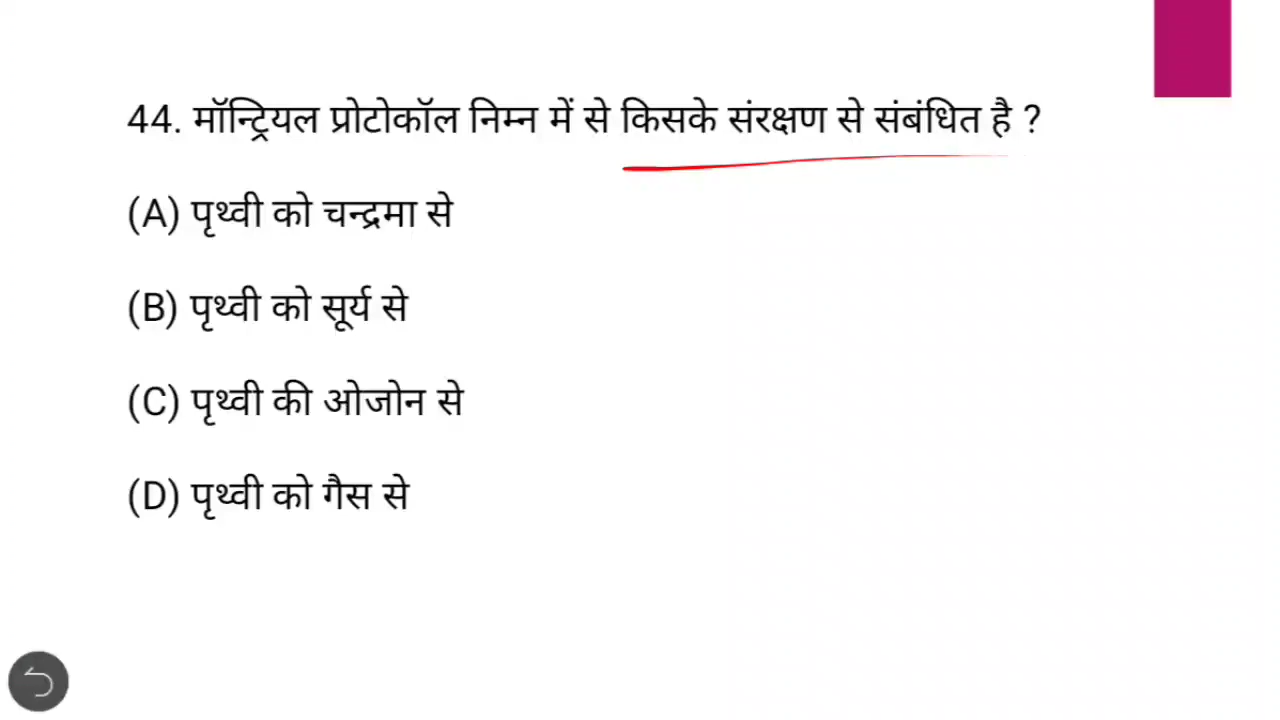 44. मॉन्ट्रियल प्रोटोकॉल निम्न में से किसके संरक्षण से संबंधित है ?
(A) पृथ्वी को चन्द्रमा से
(B) पृथ्वी को सूर्य से
(C) पृथ्वी की ओजोन से
(D) पृथ्वी को गैस से